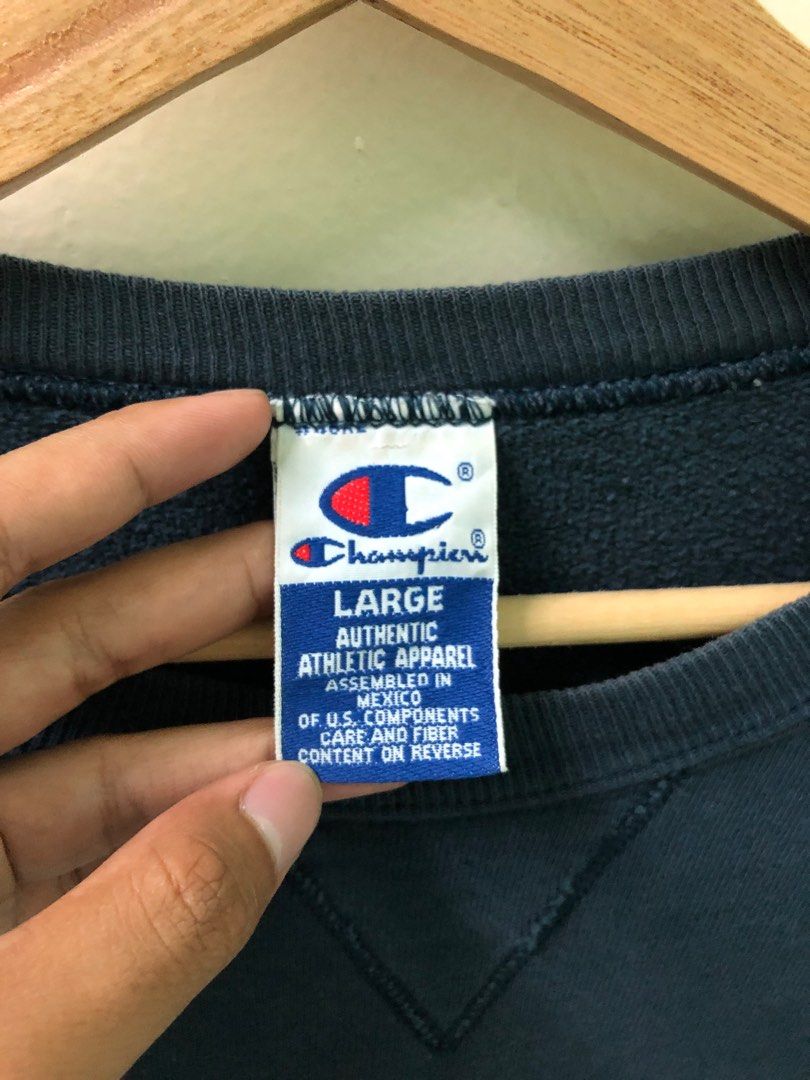 Champion
LARGE
AUTHENTIC
ATHLETIC APPAREL
ASSEMBLED IN
MEXICO
OF U.S. COMPONENTS
CARE AND FIBER
CONTENT ON REVERSE